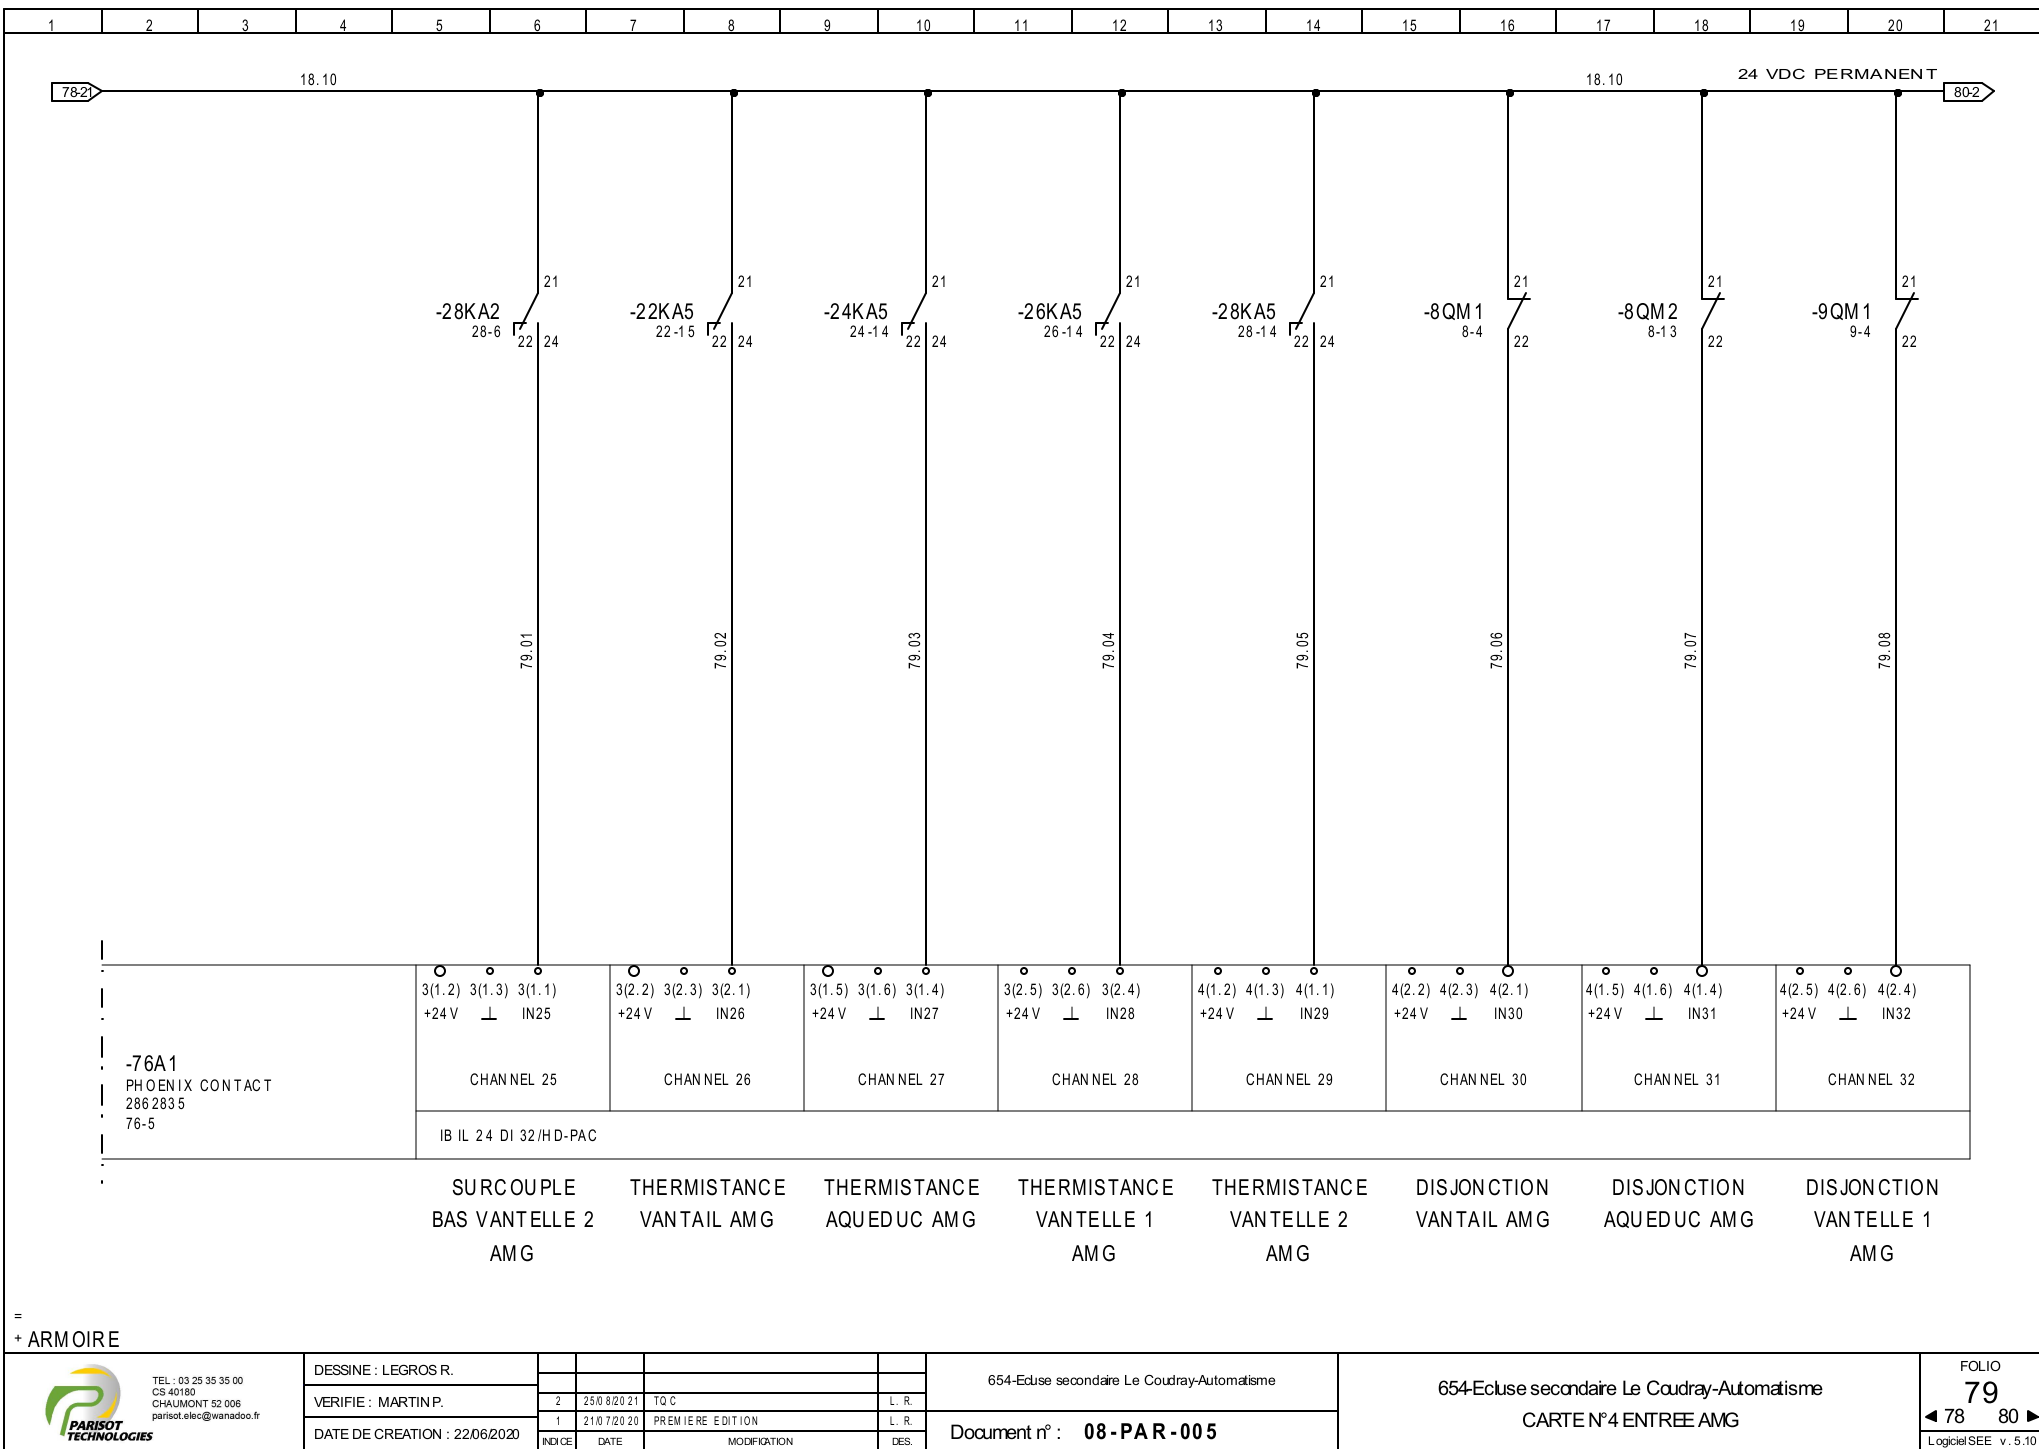 1 2 3 4 5 6 7 8 9 10 11 12 13 14 15 16 17 18 19 20 21
18.10 18.10 24 VDC PERMANENT
78-21 80-2
21 21 21 21 21 21 21 21
-28KA2 -22KA5 -24KA5 -26KA5 -28KA5 -8QM1 -8QM2 -9QM1
28-6 22-15 24-14 26-14 28-14 8-4 8-13 9-4
22 24 22 24 22 24 22 24 22 24 22 22 22
79.01 79.02 79.03 79.04 79.05 79.06 79.07 79.08
3(1.2) 3(1.3) 3(1.1) 3(2.2) 3(2.3) 3(2.1) 3(1.5) 3(1.6) 3(1.4) 3(2.5) 3(2.6) 3(2.4) 4(1.2) 4(1.3) 4(1.1) 4(2.2) 4(2.3) 4(2.1) 4(1.5) 4(1.6) 4(1.4) 4(2.5) 4(2.6) 4(2.4)
+24V IN25 +24V IN26 +24V IN27 +24V IN28 +24V IN29 +24V IN30 +24V IN31 +24V IN32
-76A1
PHOENIX CONTACT
2862835
76-5
CHANNEL 25 CHANNEL 26 CHANNEL 27 CHANNEL 28 CHANNEL 29 CHANNEL 30 CHANNEL 31 CHANNEL 32
IB IL 24 DI 32/HD-PAC
SURCOUPLE THERMISTANCE THERMISTANCE THERMISTANCE THERMISTANCE DISJONCTION DISJONCTION DISJONCTION
BAS VANTELLE 2 VANTAIL AMG AQUEDUC AMG VANTELLE 1 VANTELLE 2 VANTAIL AMG AQUEDUC AMG VANTELLE 1
AMG AMG AMG AMG
=
+ ARMOIRE
PARISOT
TECHNOLOGIES
TEL : 03 25 35 35 00
CS 40180
CHAUMONT 52 006
parisot.elec@wanadoo.fr
DESSINE : LEGROS R.
VERIFIE : MARTIN P.
DATE DE CREATION : 22/06/2020
2 25/08/2021 TQC L. R.
1 21/07/2020 PREMIERE EDITION L. R.
INDICE DATE MODIFICATION DES.
654-Ecluse secondaire Le Coudray-Automatisme
Document n° : 08-PAR-005
654-Ecluse secondaire Le Coudray-Automatisme
CARTE N°4 ENTREE AMG
FOLIO
79
78 80
Logiciel SEE v. 5.10